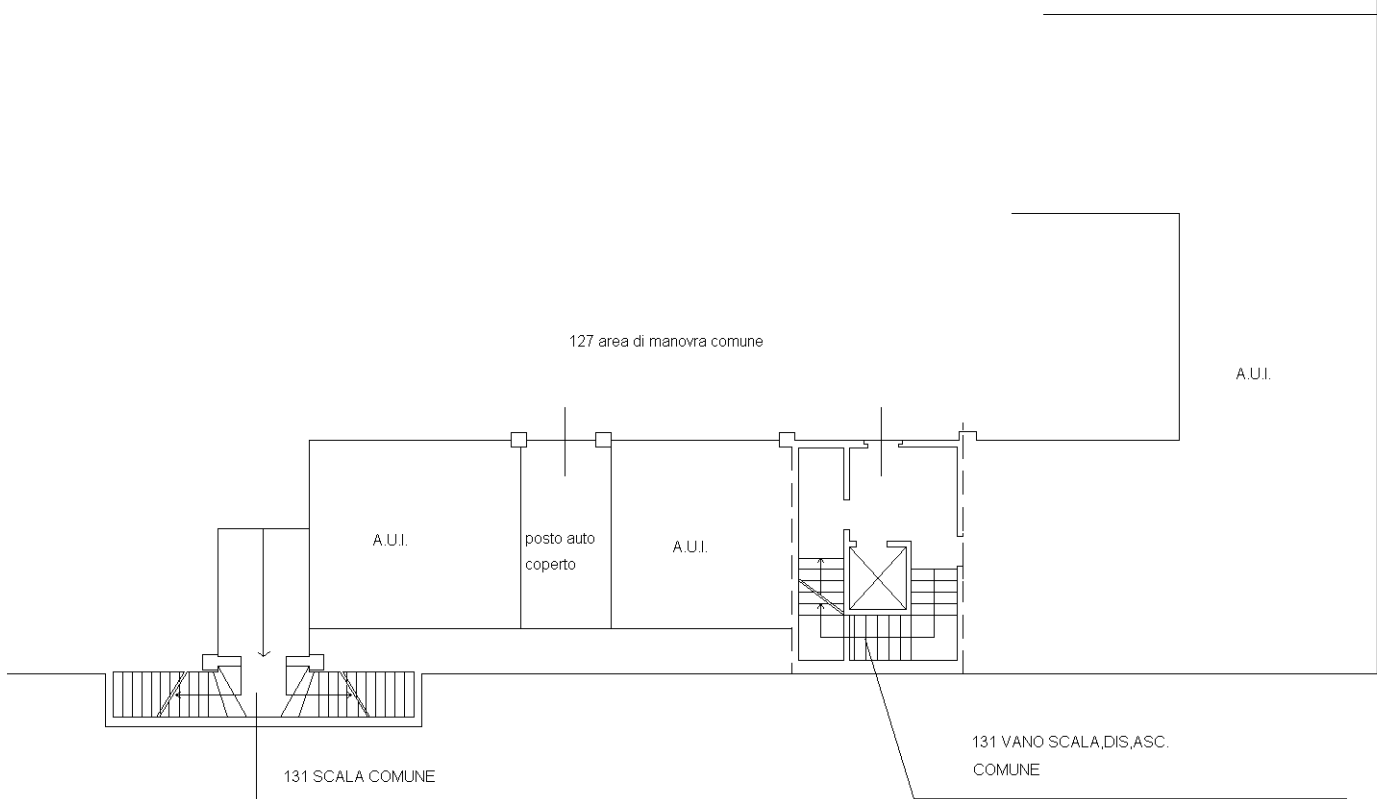 127 area di manovra comune
A.U.I.
A.U.I.
posto auto
coperto
A.U.I.
131 VANO SCALA,DIS,ASC.
COMUNE
131 SCALA COMUNE